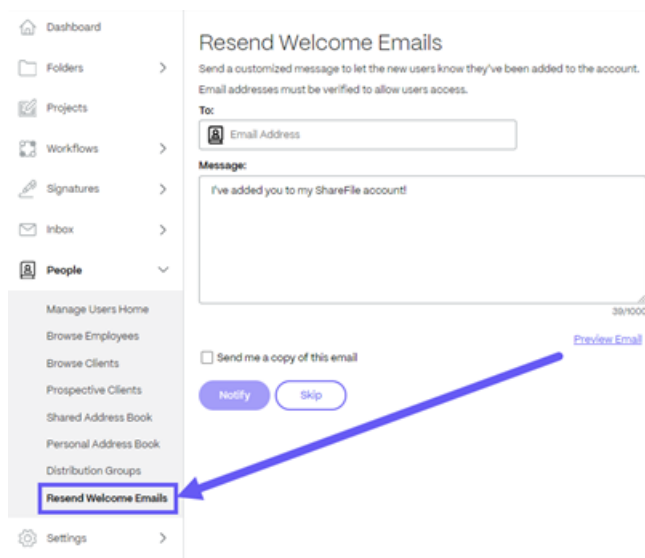 Dashboard
Folders
Projects
Workflows
Signatures
Inbox
People
Manage Users Home
Browse Employees
Browse Clients
Prospective Clients
Shared Address Book
Personal Address Book
Distribution Groups
Resend Welcome Emails
Settings
Resend Welcome Emails
Send a customized message to let the new users know they've been added to the account.
Email addresses must be verified to allow users access.
To:
Email Address
Message:
I've added you to my ShareFile account!
39/1000
Preview Email
Send me a copy of this email
Notify
Skip